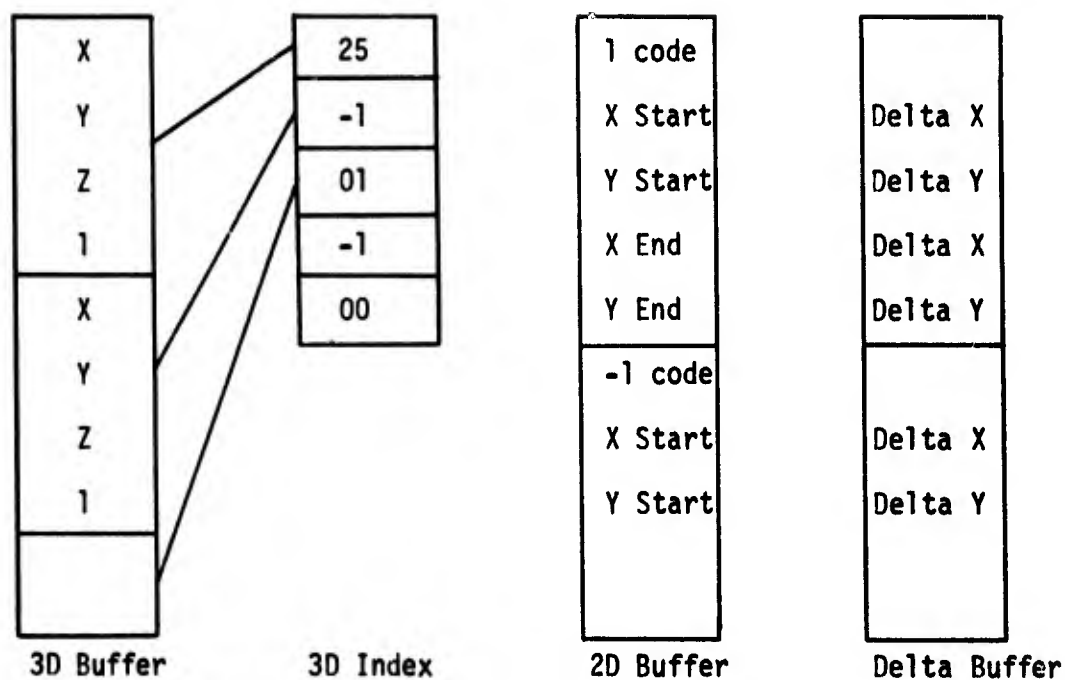 X
Y
Z
1
X
Y
Z
1
3D Buffer
25
-1
01
-1
00
3D Index
1 code
X Start
Y Start
X End
Y End
-1 code
X Start
Y Start
2D Buffer
Delta X
Delta Y
Delta X
Delta Y
Delta X
Delta Y
Delta Buffer